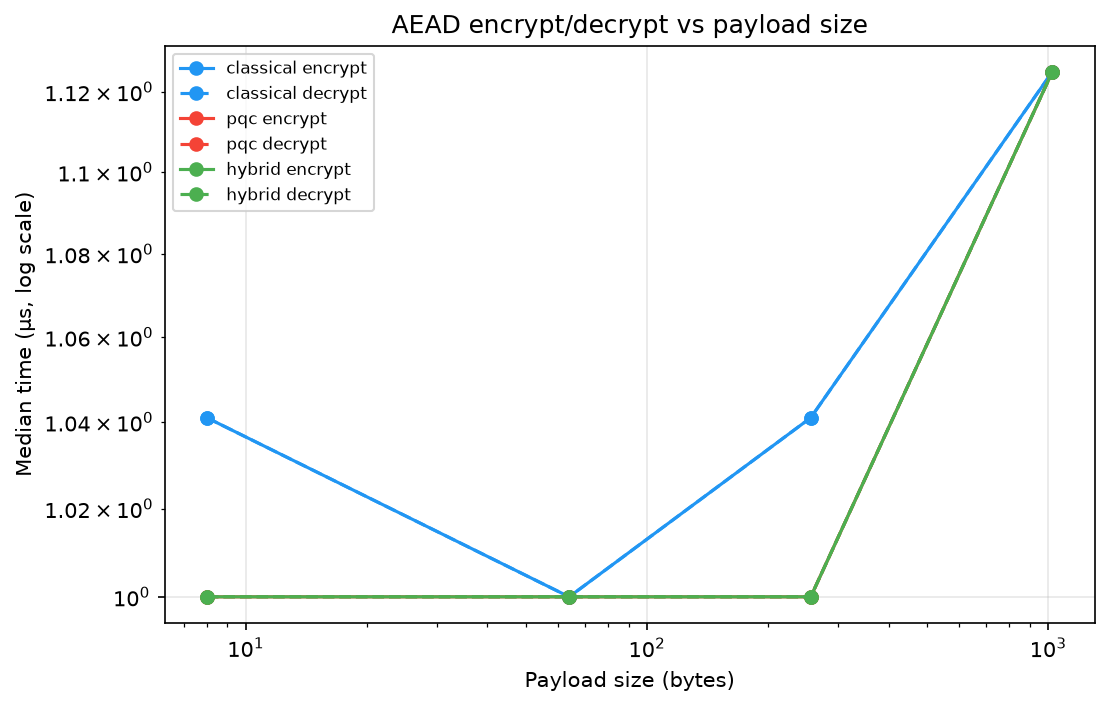 AEAD encrypt/decrypt vs payload size
classical encrypt
classical decrypt
pqc encrypt
pqc decrypt
hybrid encrypt
hybrid decrypt
Median time (µs, log scale)
1.12 × 10⁰
1.1 × 10⁰
1.08 × 10⁰
1.06 × 10⁰
1.04 × 10⁰
1.02 × 10⁰
10⁰
10¹ 10² 10³
Payload size (bytes)